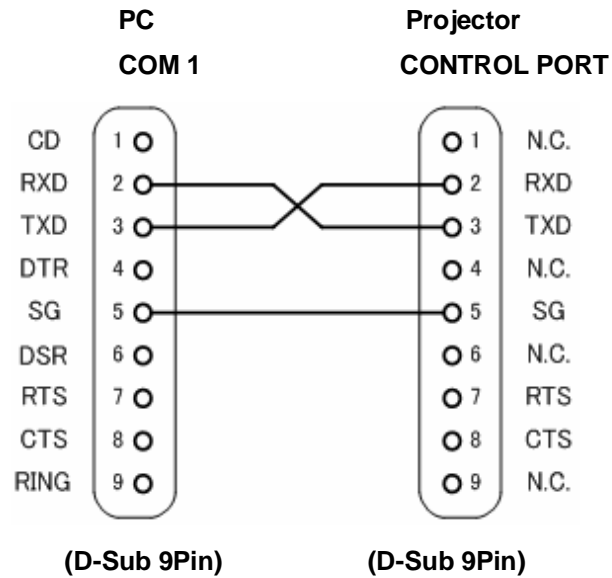 PC Projector
COM 1 CONTROL PORT
CD 1 1 N.C.
RXD 2 2 RXD
TXD 3 3 TXD
DTR 4 4 N.C.
SG 5 5 SG
DSR 6 6 N.C.
RTS 7 7 RTS
CTS 8 8 CTS
RING 9 9 N.C.
(D-Sub 9Pin) (D-Sub 9Pin)